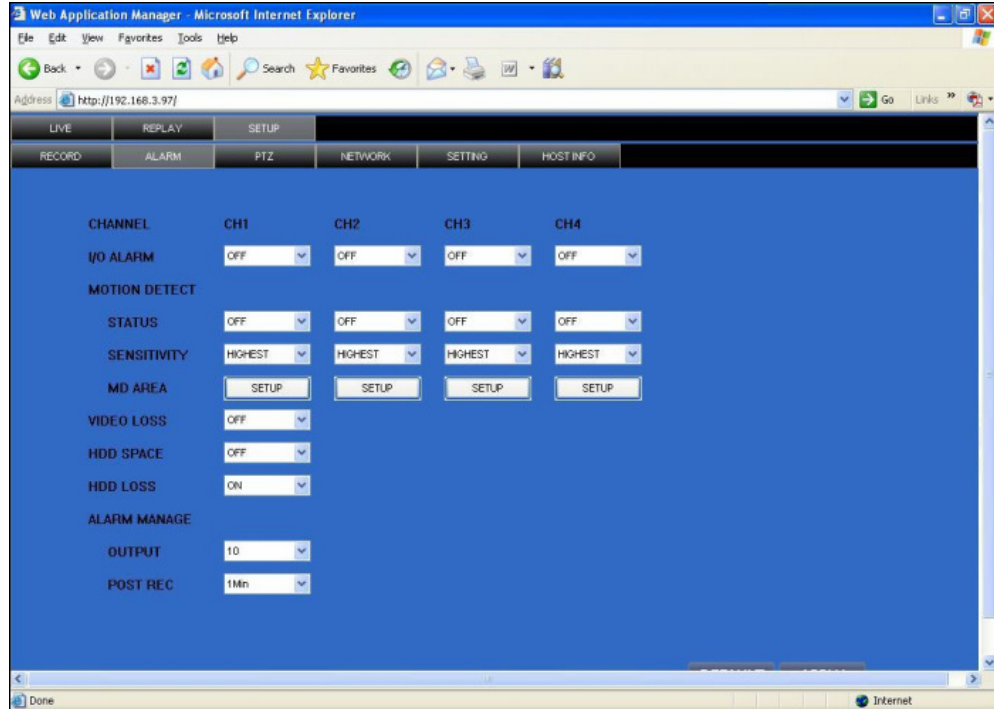 Web Application Manager - Microsoft Internet Explorer
File Edit View Favorites Tools Help
Back Search Favorites
Address http://192.168.3.97/ Go Links »
LIVE REPLAY SETUP
RECORD ALARM PTZ NETWORK SETTING HOST INFO
CHANNEL CH1 CH2 CH3 CH4
I/O ALARM OFF OFF OFF OFF
MOTION DETECT
STATUS OFF OFF OFF OFF
SENSITIVITY HIGHEST HIGHEST HIGHEST HIGHEST
MD AREA SETUP SETUP SETUP SETUP
VIDEO LOSS OFF
HDD SPACE OFF
HDD LOSS ON
ALARM MANAGE
OUTPUT 10
POST REC 1Min
Done Internet